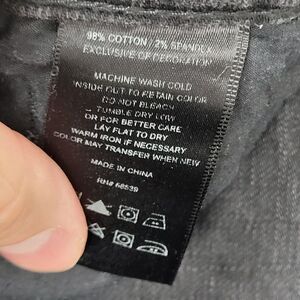 98% COTTON / 2% SPANDEX
EXCLUSIVE OF DECORATION
MACHINE WASH COLD
INSIDE OUT TO RETAIN COLOR
DO NOT BLEACH
TUMBLE DRY LOW
OR FOR BETTER CARE
LAY FLAT TO DRY
WARM IRON IF NECESSARY
COLOR MAY TRANSFER WHEN NEW
MADE IN CHINA
RN# 66539